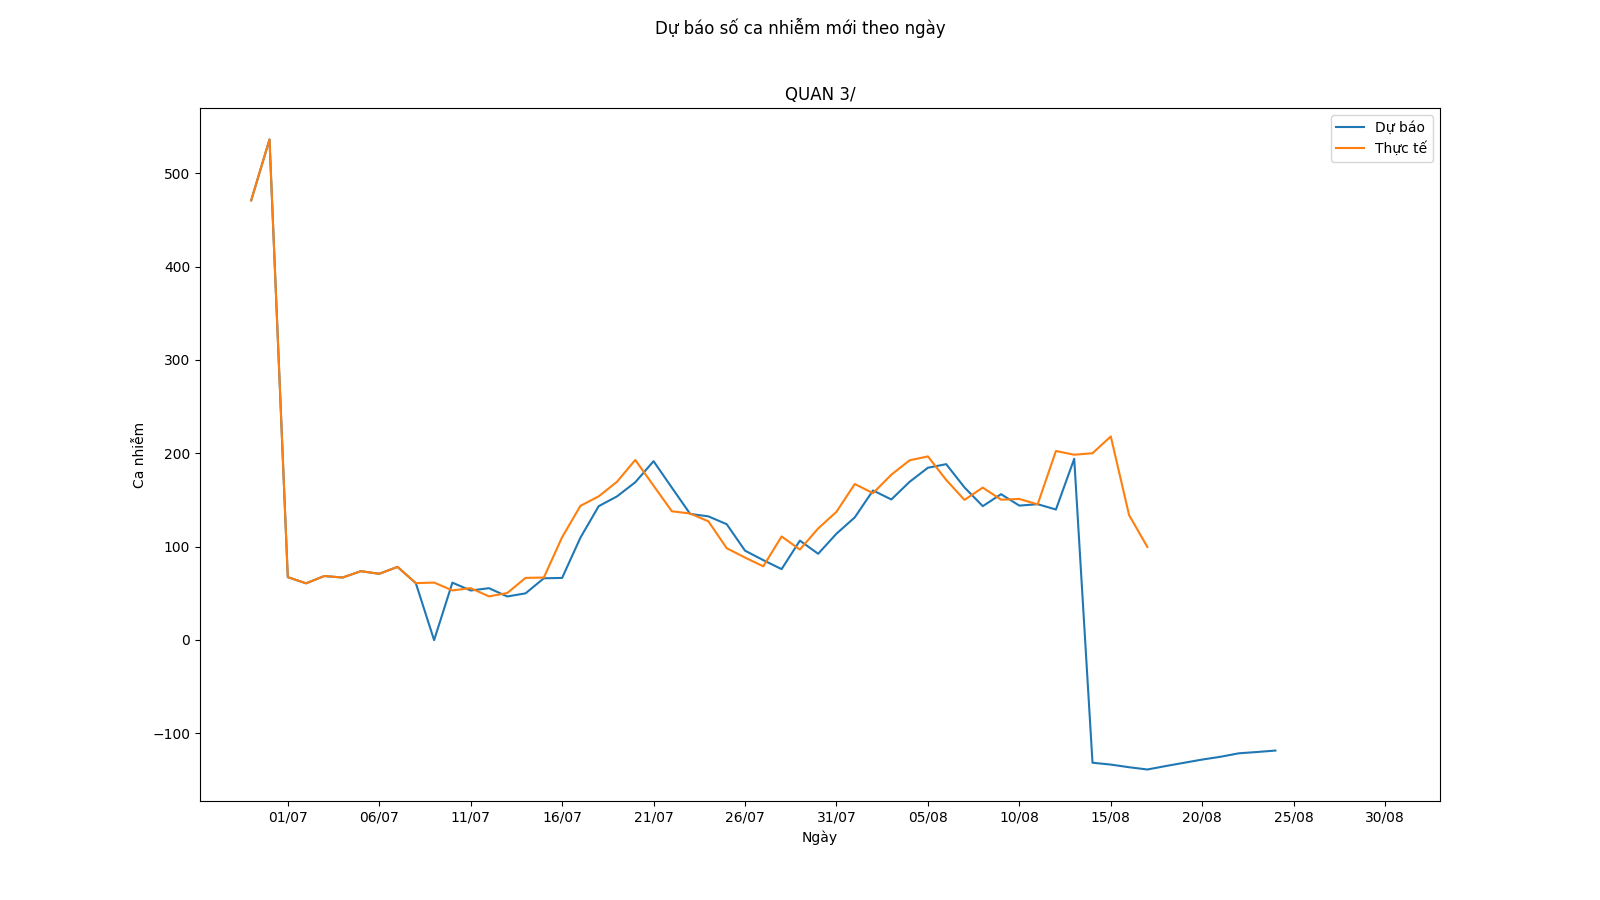 Dự báo số ca nhiễm mới theo ngày
QUAN 3/
Dự báo
Thực tế
500
400
300
200
100
0
−100
Ca nhiễm
01/07 06/07 11/07 16/07 21/07 26/07 31/07 05/08 10/08 15/08 20/08 25/08 30/08
Ngày